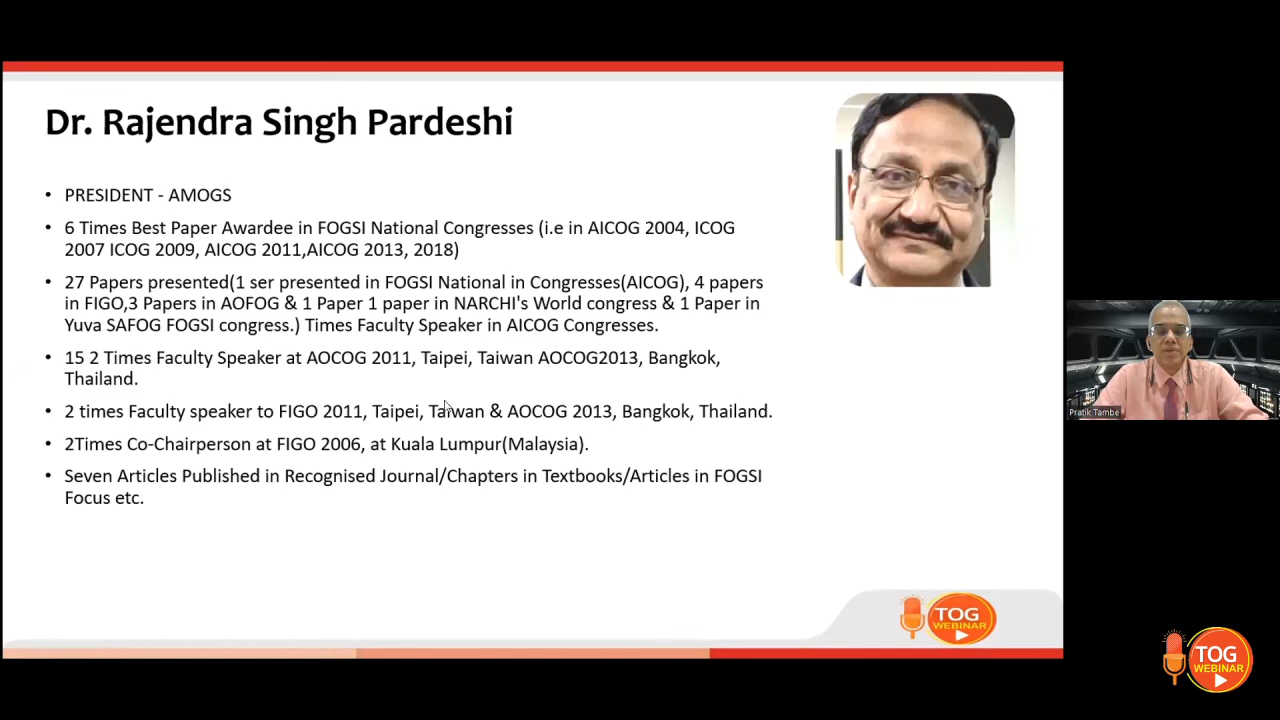 Dr. Rajendra Singh Pardeshi
• PRESIDENT - AMOGS
• 6 Times Best Paper Awardee in FOGSI National Congresses (i.e in AICOG 2004, ICOG
2007 ICOG 2009, AICOG 2011,AICOG 2013, 2018)
• 27 Papers presented(1 ser presented in FOGSI National in Congresses(AICOG), 4 papers
in FIGO,3 Papers in AOFOG & 1 Paper 1 paper in NARCHI's World congress & 1 Paper in
Yuva SAFOG FOGSI congress.) Times Faculty Speaker in AICOG Congresses.
• 15 2 Times Faculty Speaker at AOCOG 2011, Taipei, Taiwan AOCOG2013, Bangkok,
Thailand.
• 2 times Faculty speaker to FIGO 2011, Taipei, Taiwan & AOCOG 2013, Bangkok, Thailand.
• 2Times Co-Chairperson at FIGO 2006, at Kuala Lumpur(Malaysia).
• Seven Articles Published in Recognised Journal/Chapters in Textbooks/Articles in FOGSI
Focus etc.
TOG
WEBINAR
Pratik Tambe
TOG
WEBINAR